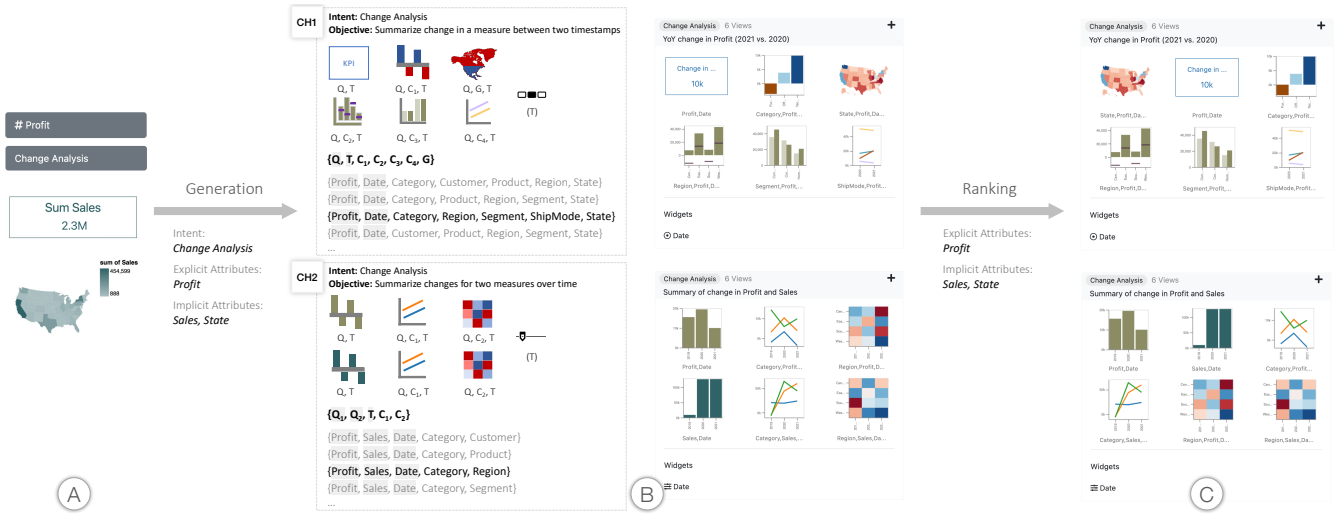 # Profit
Change Analysis
Sum Sales
2.3M
sum of Sales
454,599
888
A
Generation
Intent:
Change Analysis
Explicit Attributes:
Profit
Implicit Attributes:
Sales, State
CH1
Intent: Change Analysis
Objective: Summarize change in a measure between two timestamps
KPI
Q, T
Q, C1, T
Q, G, T
(T)
Q, C2, T
Q, C3, T
Q, C4, T
{Q, T, C1, C2, C3, C4, G}
{Profit, Date, Category, Customer, Product, Region, State}
{Profit, Date, Category, Product, Region, Segment, State}
{Profit, Date, Category, Region, Segment, ShipMode, State}
{Profit, Date, Customer, Product, Region, Segment, State}
...
CH2
Intent: Change Analysis
Objective: Summarize changes for two measures over time
Q, T
Q, C1, T
Q, C2, T
(T)
Q, T
Q, C1, T
Q, C2, T
{Q1, Q2, T, C1, C2}
{Profit, Sales, Date, Category, Customer}
{Profit, Sales, Date, Category, Product}
{Profit, Sales, Date, Category, Region}
{Profit, Sales, Date, Category, Segment}
...
B
Change Analysis 6 Views +
YoY change in Profit (2021 vs. 2020)
Change in ...
10k
Profit,Date
Category,Profit...
State,Profit,Da...
40,000
20,000
Region,Profit,D...
Segment,Profit...
ShipMode,Profit...
Widgets
Date
Change Analysis 6 Views +
Summary of change in Profit and Sales
Profit,Date
Category,Profit...
Region,Profit,D...
Sales,Date
Category,Sales,...
Region,Sales,Da...
Widgets
Date
Ranking
Explicit Attributes:
Profit
Implicit Attributes:
Sales, State
Change Analysis 6 Views +
YoY change in Profit (2021 vs. 2020)
Change in ...
10k
State,Profit,Da...
Profit,Date
Category,Profit...
40,000
20,000
Region,Profit,D...
Segment,Profit...
ShipMode,Profit...
Widgets
Date
Change Analysis 6 Views +
Summary of change in Profit and Sales
Profit,Date
Sales,Date
Category,Profit...
Category,Sales,...
Region,Profit,D...
Region,Sales,Da...
Widgets
Date
C